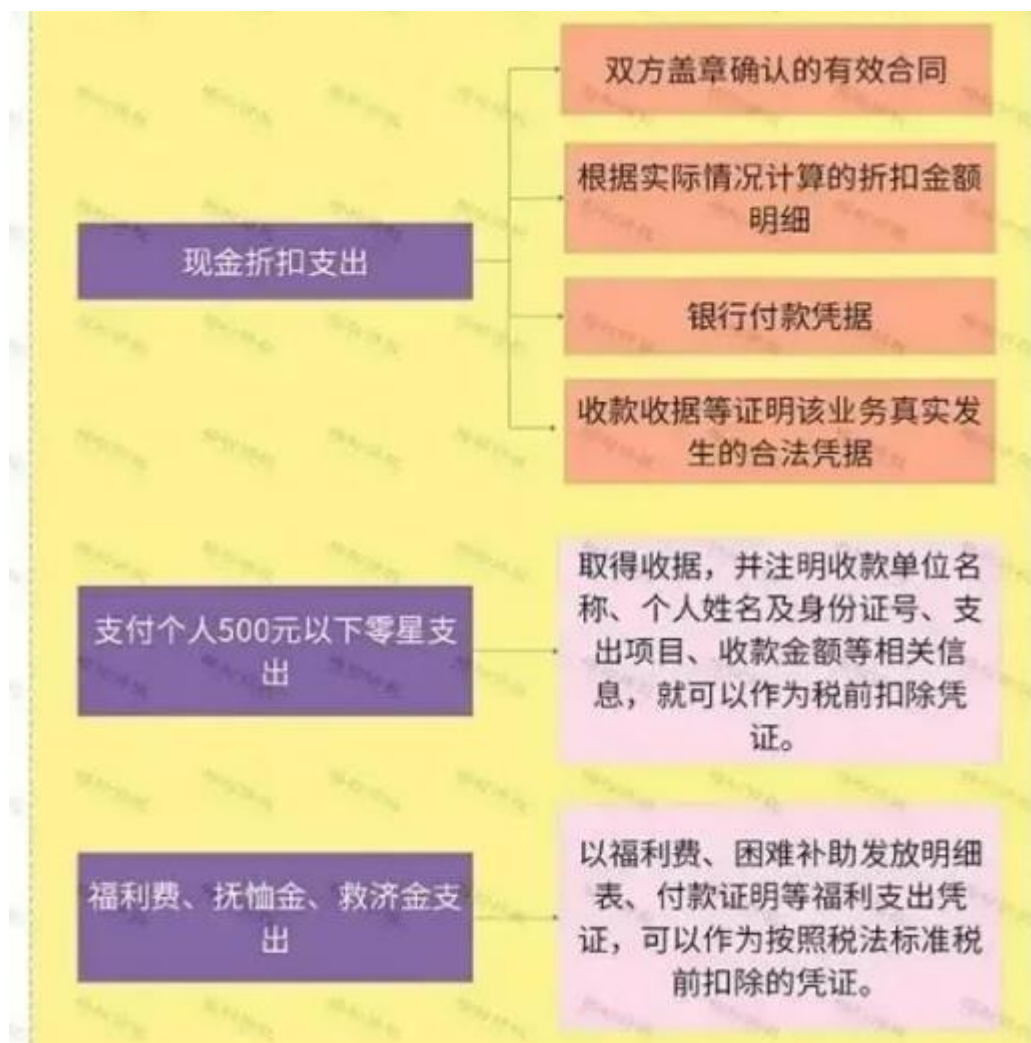 双方盖章确认的有效合同
根据实际情况计算的折扣金额
明细
现金折扣支出
银行付款凭据
收款收据等证明该业务真实发
生的合法凭据
支付个人500元以下零星支
出
取得收据，并注明收款单位名
称、个人姓名及身份证号、支
出项目、收款金额等相关信
息，就可以作为税前扣除凭
证。
福利费、抚恤金、救济金支
出
以福利费、困难补助发放明细
表、付款证明等福利支出凭
证，可以作为按照税法标准税
前扣除的凭证。